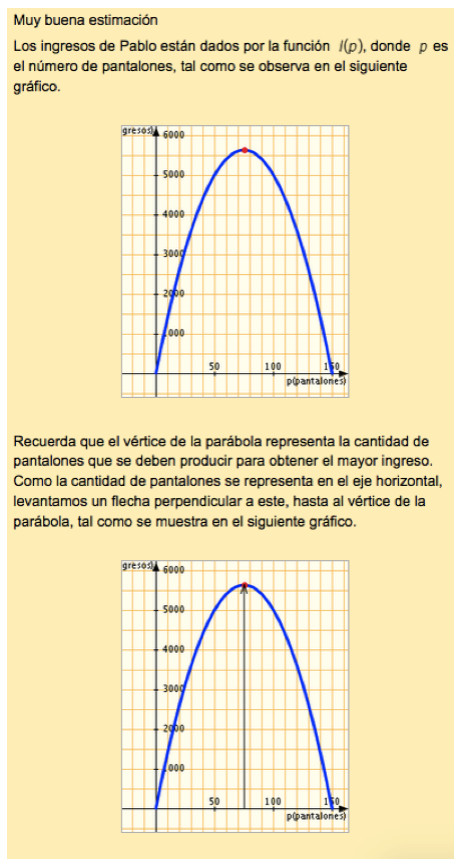 Muy buena estimación
Los ingresos de Pablo están dados por la función I(p), donde p es
el número de pantalones, tal como se observa en el siguiente
gráfico.
gresos)
6000
5000
4000
3000
2000
1000
50 100 150
p(pantalones)
Recuerda que el vértice de la parábola representa la cantidad de
pantalones que se deben producir para obtener el mayor ingreso.
Como la cantidad de pantalones se representa en el eje horizontal,
levantamos un flecha perpendicular a este, hasta al vértice de la
parábola, tal como se muestra en el siguiente gráfico.
gresos)
6000
5000
4000
3000
2000
1000
50 100 150
p(pantalones)